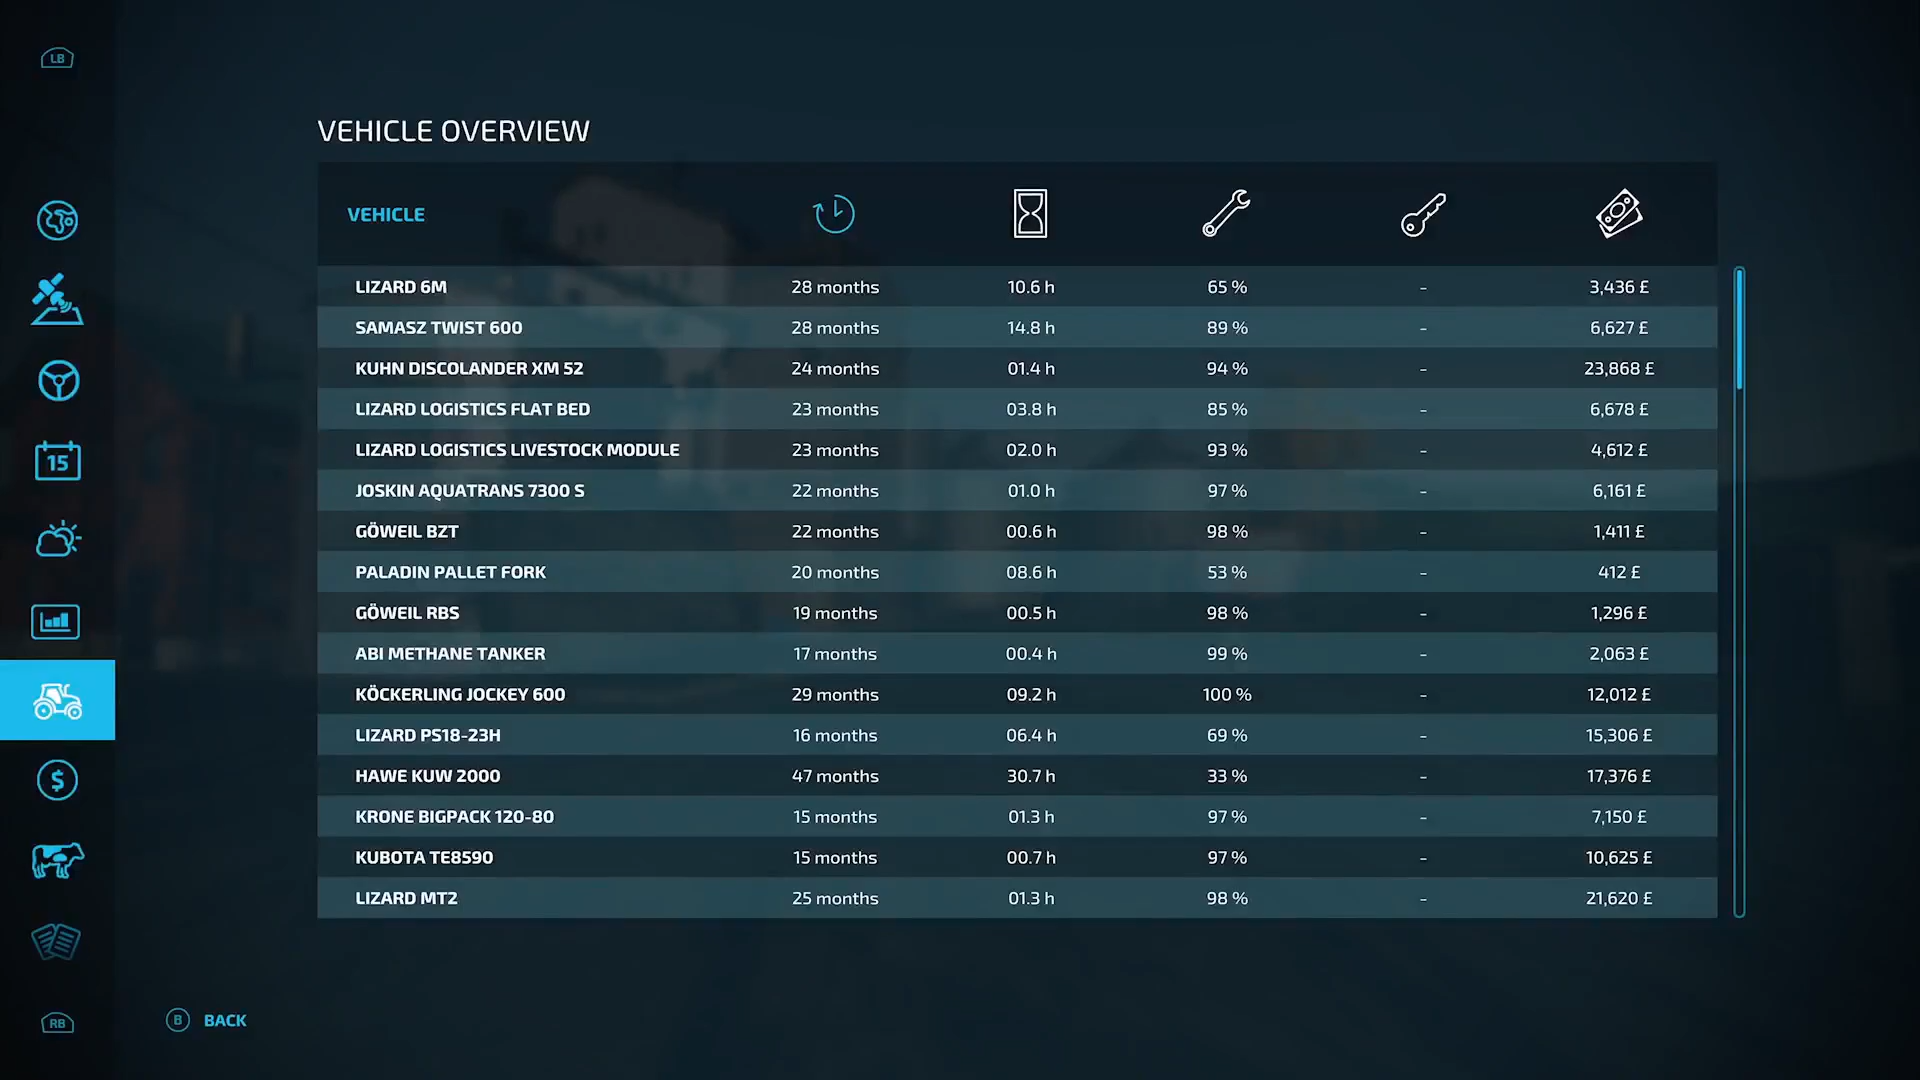 LB
VEHICLE OVERVIEW
VEHICLE
LIZARD 6M 28 months 10.6 h 65 % - 3,436 £
SAMASZ TWIST 600 28 months 14.8 h 89 % - 6,627 £
KUHN DISCOLANDER XM 52 24 months 01.4 h 94 % - 23,868 £
LIZARD LOGISTICS FLAT BED 23 months 03.8 h 85 % - 6,678 £
LIZARD LOGISTICS LIVESTOCK MODULE 23 months 02.0 h 93 % - 4,612 £
JOSKIN AQUATRANS 7300 S 22 months 01.0 h 97 % - 6,161 £
GÖWEIL BZT 22 months 00.6 h 98 % - 1,411 £
PALADIN PALLET FORK 20 months 08.6 h 53 % - 412 £
GÖWEIL RBS 19 months 00.5 h 98 % - 1,296 £
ABI METHANE TANKER 17 months 00.4 h 99 % - 2,063 £
KÖCKERLING JOCKEY 600 29 months 09.2 h 100 % - 12,012 £
LIZARD PS18-23H 16 months 06.4 h 69 % - 15,306 £
HAWE KUW 2000 47 months 30.7 h 33 % - 17,376 £
KRONE BIGPACK 120-80 15 months 01.3 h 97 % - 7,150 £
KUBOTA TE8590 15 months 00.7 h 97 % - 10,625 £
LIZARD MT2 25 months 01.3 h 98 % - 21,620 £
15
$
RB
B BACK